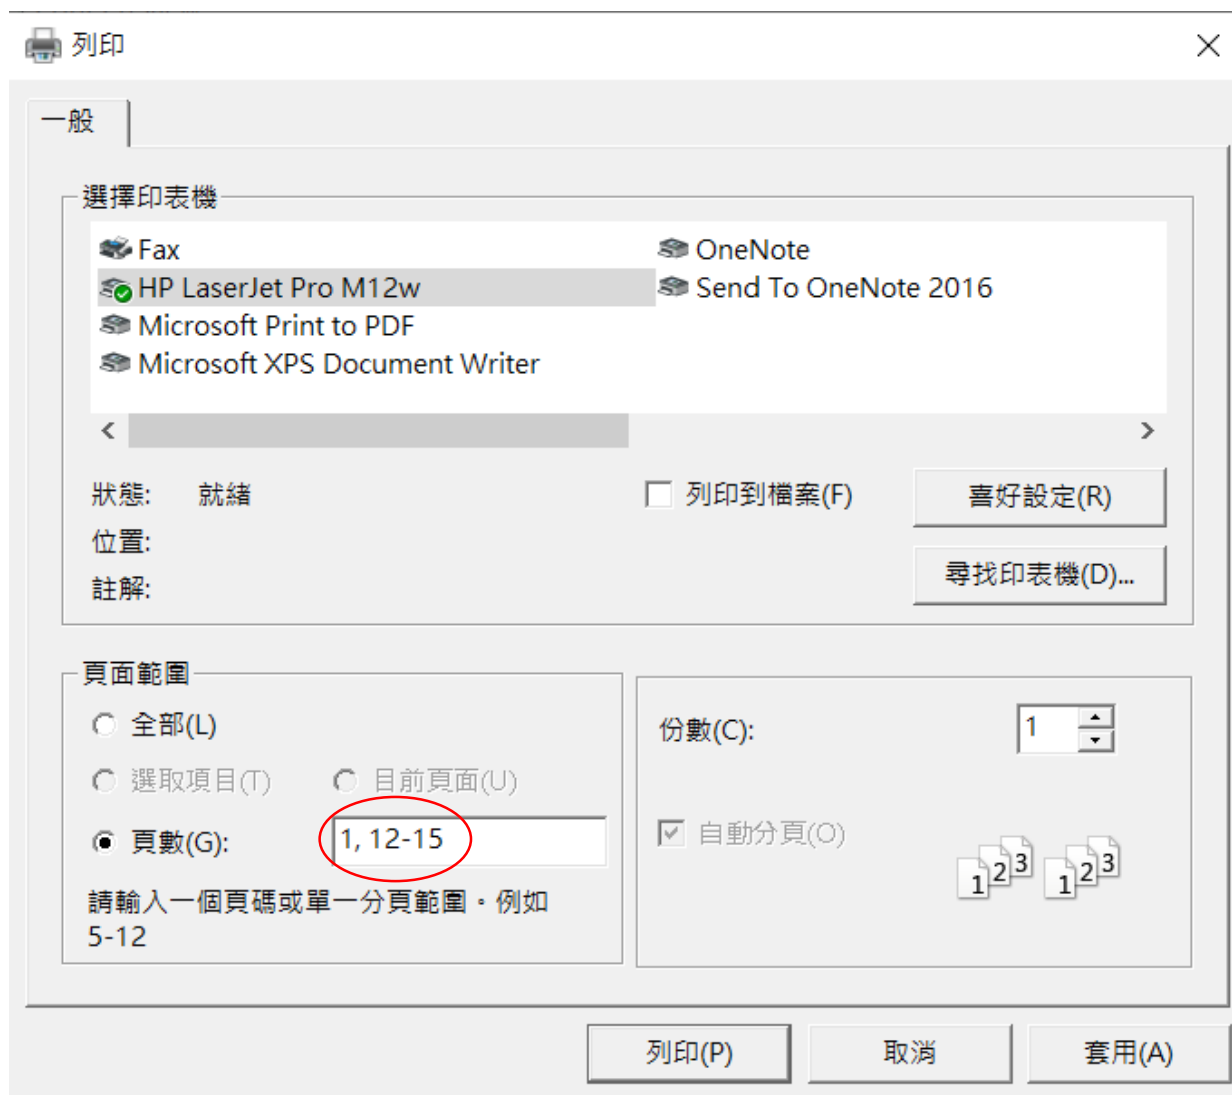 列印
一般
選擇印表機
Fax
OneNote
HP LaserJet Pro M12w
Send To OneNote 2016
Microsoft Print to PDF
Microsoft XPS Document Writer
狀態: 就緒
列印到檔案(F)
喜好設定(R)
位置:
尋找印表機(D)...
註解:
頁面範圍
全部(L)
選取項目(T)
目前頁面(U)
頁數(G):
1, 12-15
請輸入一個頁碼或單一分頁範圍。例如
5-12
份數(C):
1
自動分頁(O)
1 2 3 1 2 3
列印(P)
取消
套用(A)